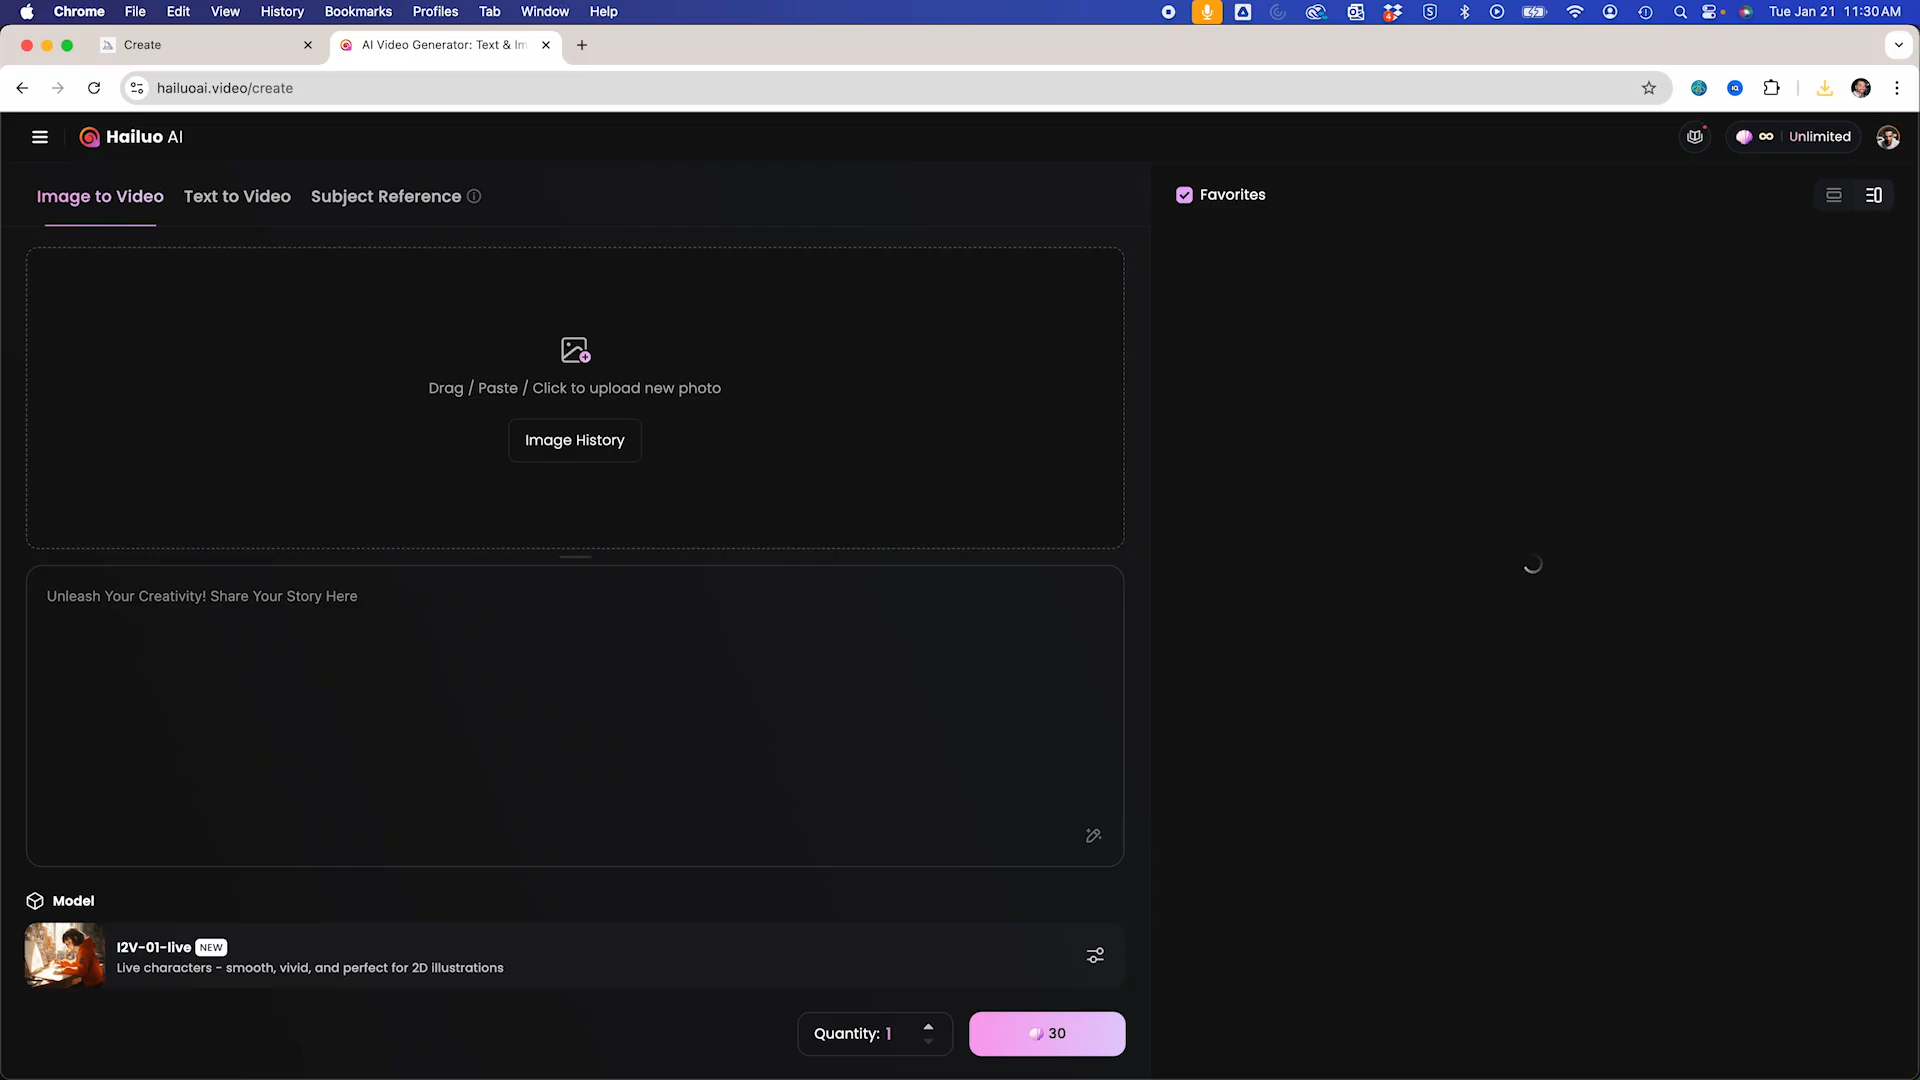 Chrome File Edit View History Bookmarks Profiles Tab Window Help Tue Jan 21 11:30 AM
Create AI Video Generator: Text & Im
hailuoai.video/create
Hailuo AI Unlimited
Image to Video Text to Video Subject Reference Favorites
Drag / Paste / Click to upload new photo
Image History
Unleash Your Creativity! Share Your Story Here
Model
I2V-01-live NEW
Live characters - smooth, vivid, and perfect for 2D illustrations
Quantity: 1 30